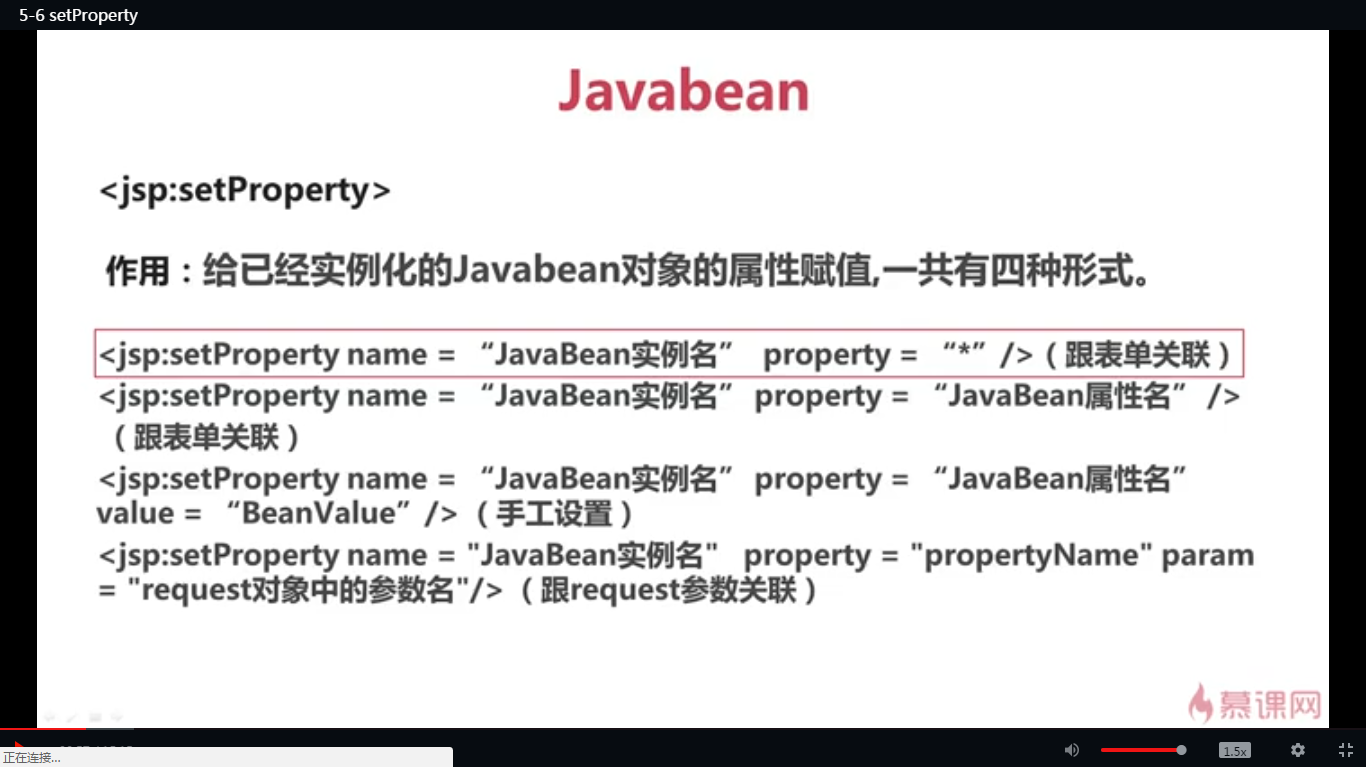 5-6 setProperty
Javabean
<jsp:setProperty>
作用：给已经实例化的Javabean对象的属性赋值,一共有四种形式。
<jsp:setProperty name = “JavaBean实例名” property = “*” />（跟表单关联）
<jsp:setProperty name = “JavaBean实例名” property = “JavaBean属性名” />
（跟表单关联）
<jsp:setProperty name = “JavaBean实例名” property = “JavaBean属性名”
value = “BeanValue” />（手工设置）
<jsp:setProperty name = "JavaBean实例名" property = "propertyName" param
= "request对象中的参数名"/>（跟request参数关联）
慕课网
1.5x
正在连接...